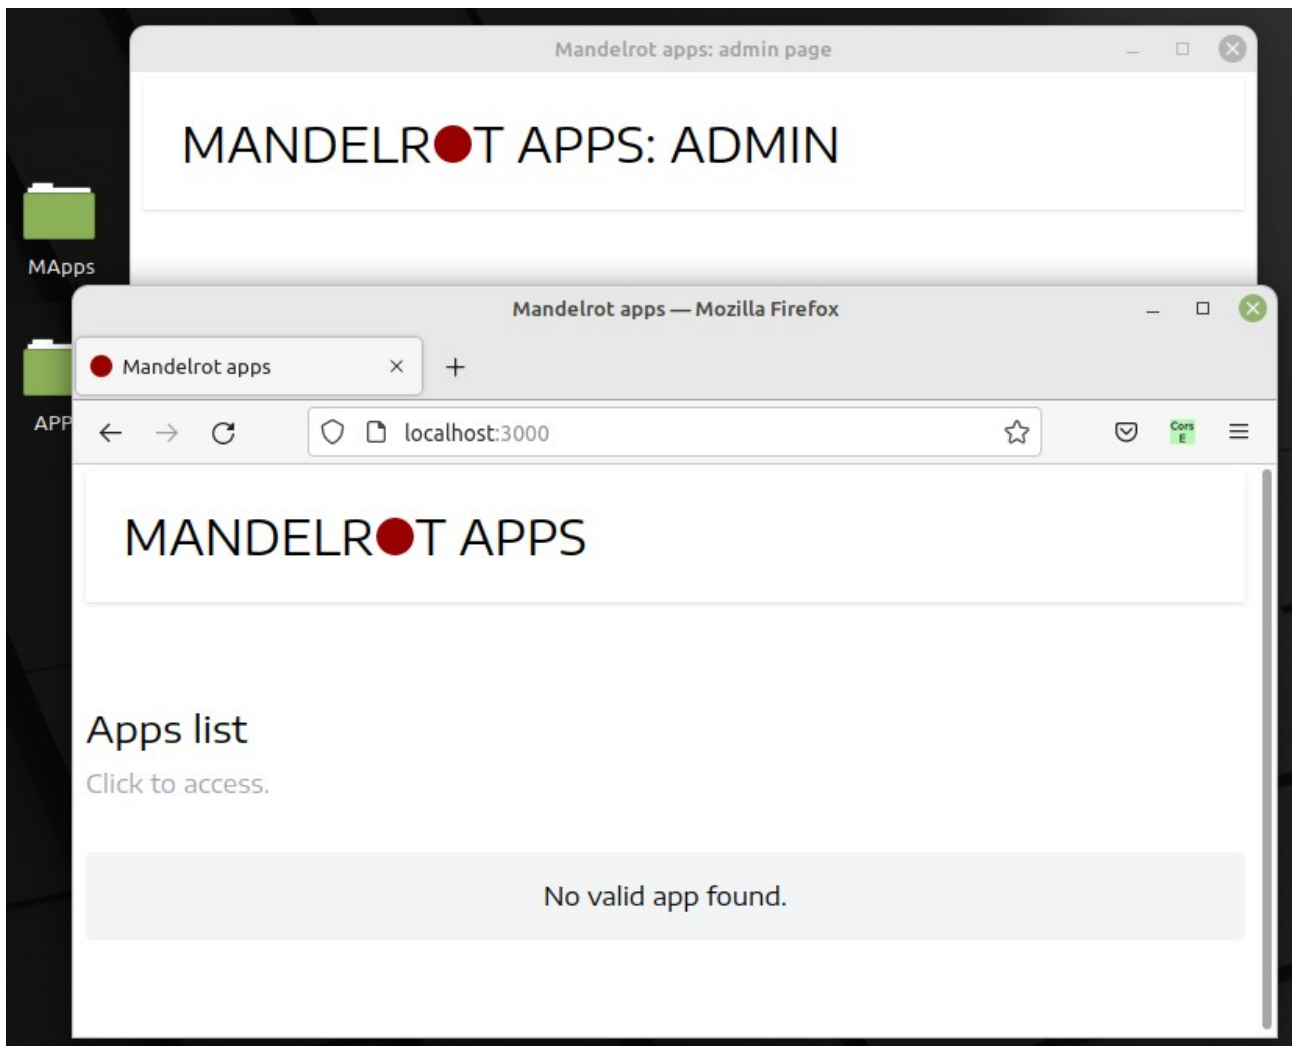 Mandelrot apps: admin page
MANDELR●T APPS: ADMIN
MApps
Mandelrot apps — Mozilla Firefox
Mandelrot apps
APP
localhost:3000
Cors
E
MANDELR●T APPS
Apps list
Click to access.
No valid app found.